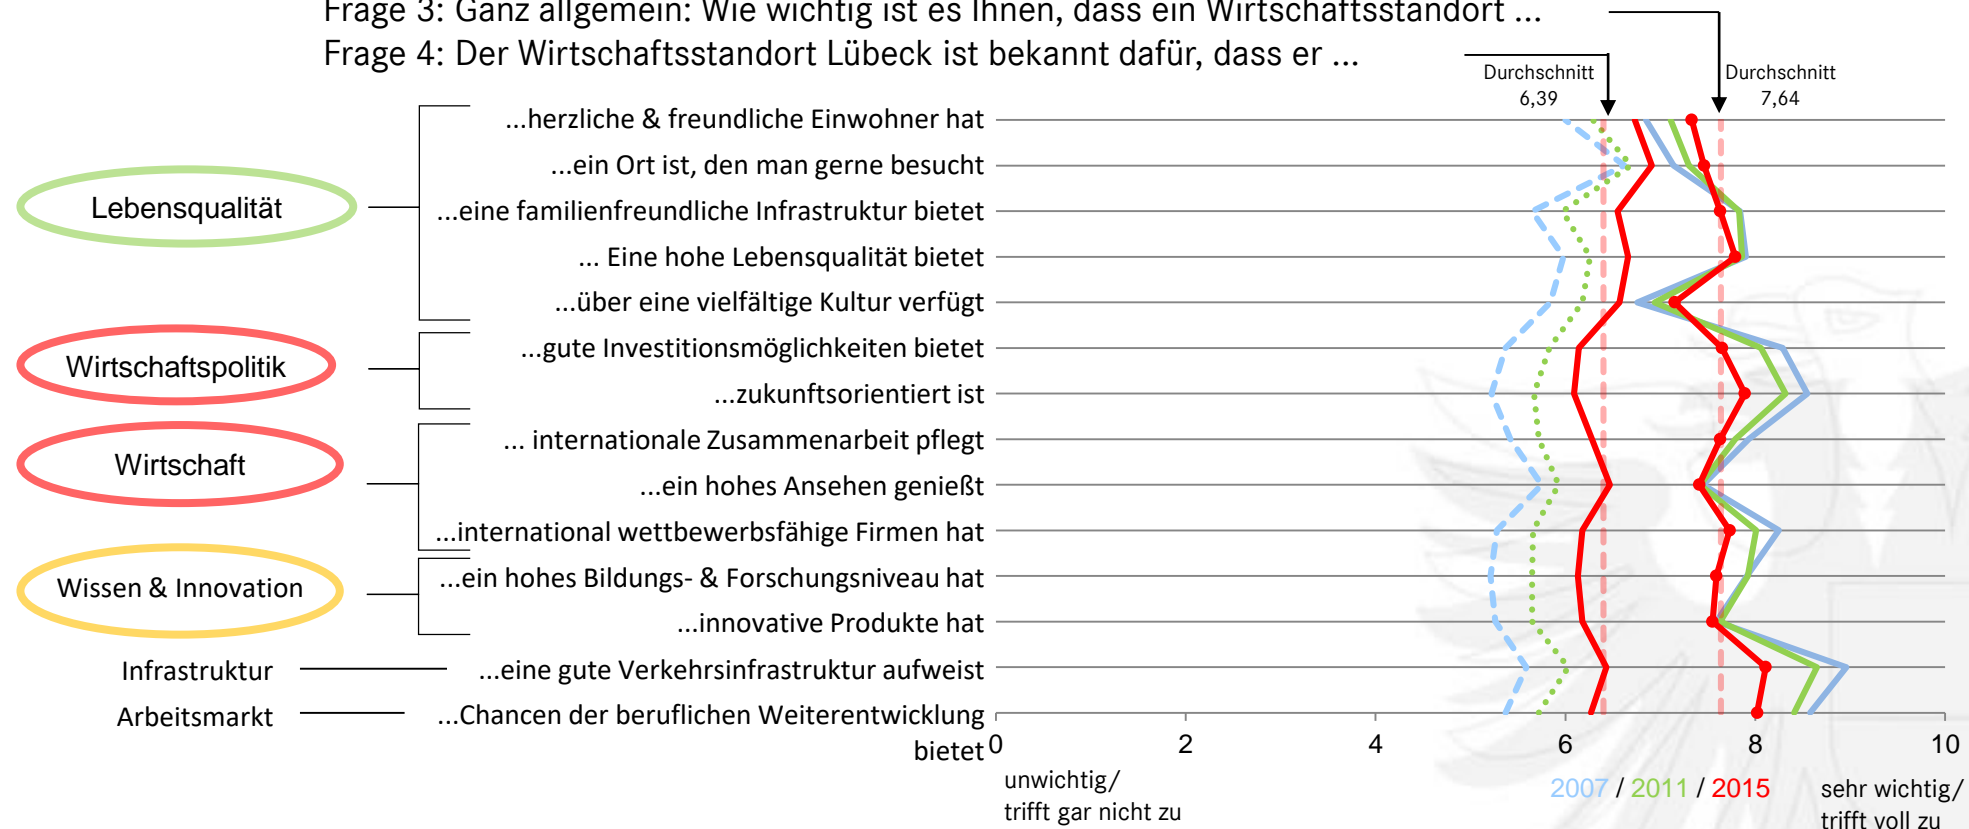 Frage 3: Ganz allgemein: Wie wichtig ist es Ihnen, dass ein Wirtschaftsstandort ...
Frage 4: Der Wirtschaftsstandort Lübeck ist bekannt dafür, dass er ...
Durchschnitt
6,39
Durchschnitt
7,64
Lebensqualität
...herzliche & freundliche Einwohner hat
...ein Ort ist, den man gerne besucht
...eine familienfreundliche Infrastruktur bietet
... Eine hohe Lebensqualität bietet
...über eine vielfältige Kultur verfügt
Wirtschaftspolitik
...gute Investitionsmöglichkeiten bietet
...zukunftsorientiert ist
Wirtschaft
... internationale Zusammenarbeit pflegt
...ein hohes Ansehen genießt
...international wettbewerbsfähige Firmen hat
Wissen & Innovation
...ein hohes Bildungs- & Forschungsniveau hat
...innovative Produkte hat
Infrastruktur
...eine gute Verkehrsinfrastruktur aufweist
Arbeitsmarkt
...Chancen der beruflichen Weiterentwicklung
bietet
0 2 4 6 8 10
unwichtig/
trifft gar nicht zu
2007 / 2011 / 2015
sehr wichtig/
trifft voll zu